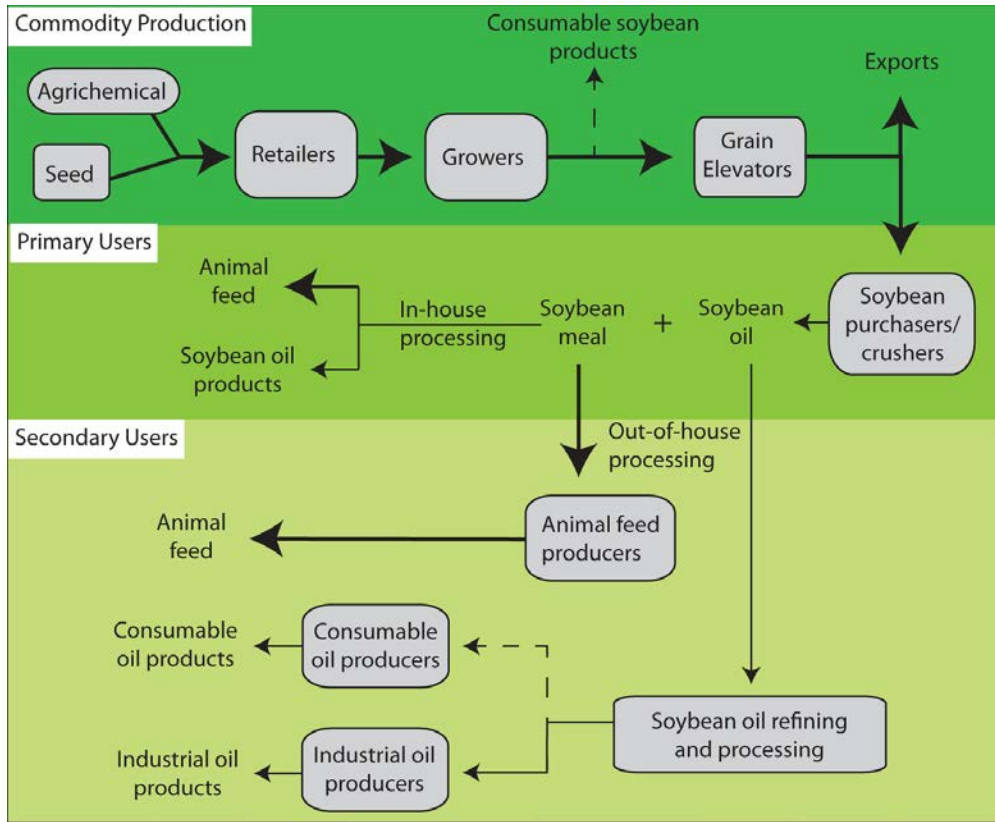 Commodity Production
Consumable soybean
products
Exports
Agrichemical
Seed
Retailers
Growers
Grain
Elevators
Primary Users
Animal
feed
Soybean oil
products
In-house
processing
Soybean
meal
+
Soybean
oil
Soybean
purchasers/
crushers
Secondary Users
Out-of-house
processing
Animal
feed
Animal feed
producers
Consumable
oil products
Consumable
oil producers
Soybean oil refining
and processing
Industrial oil
products
Industrial oil
producers